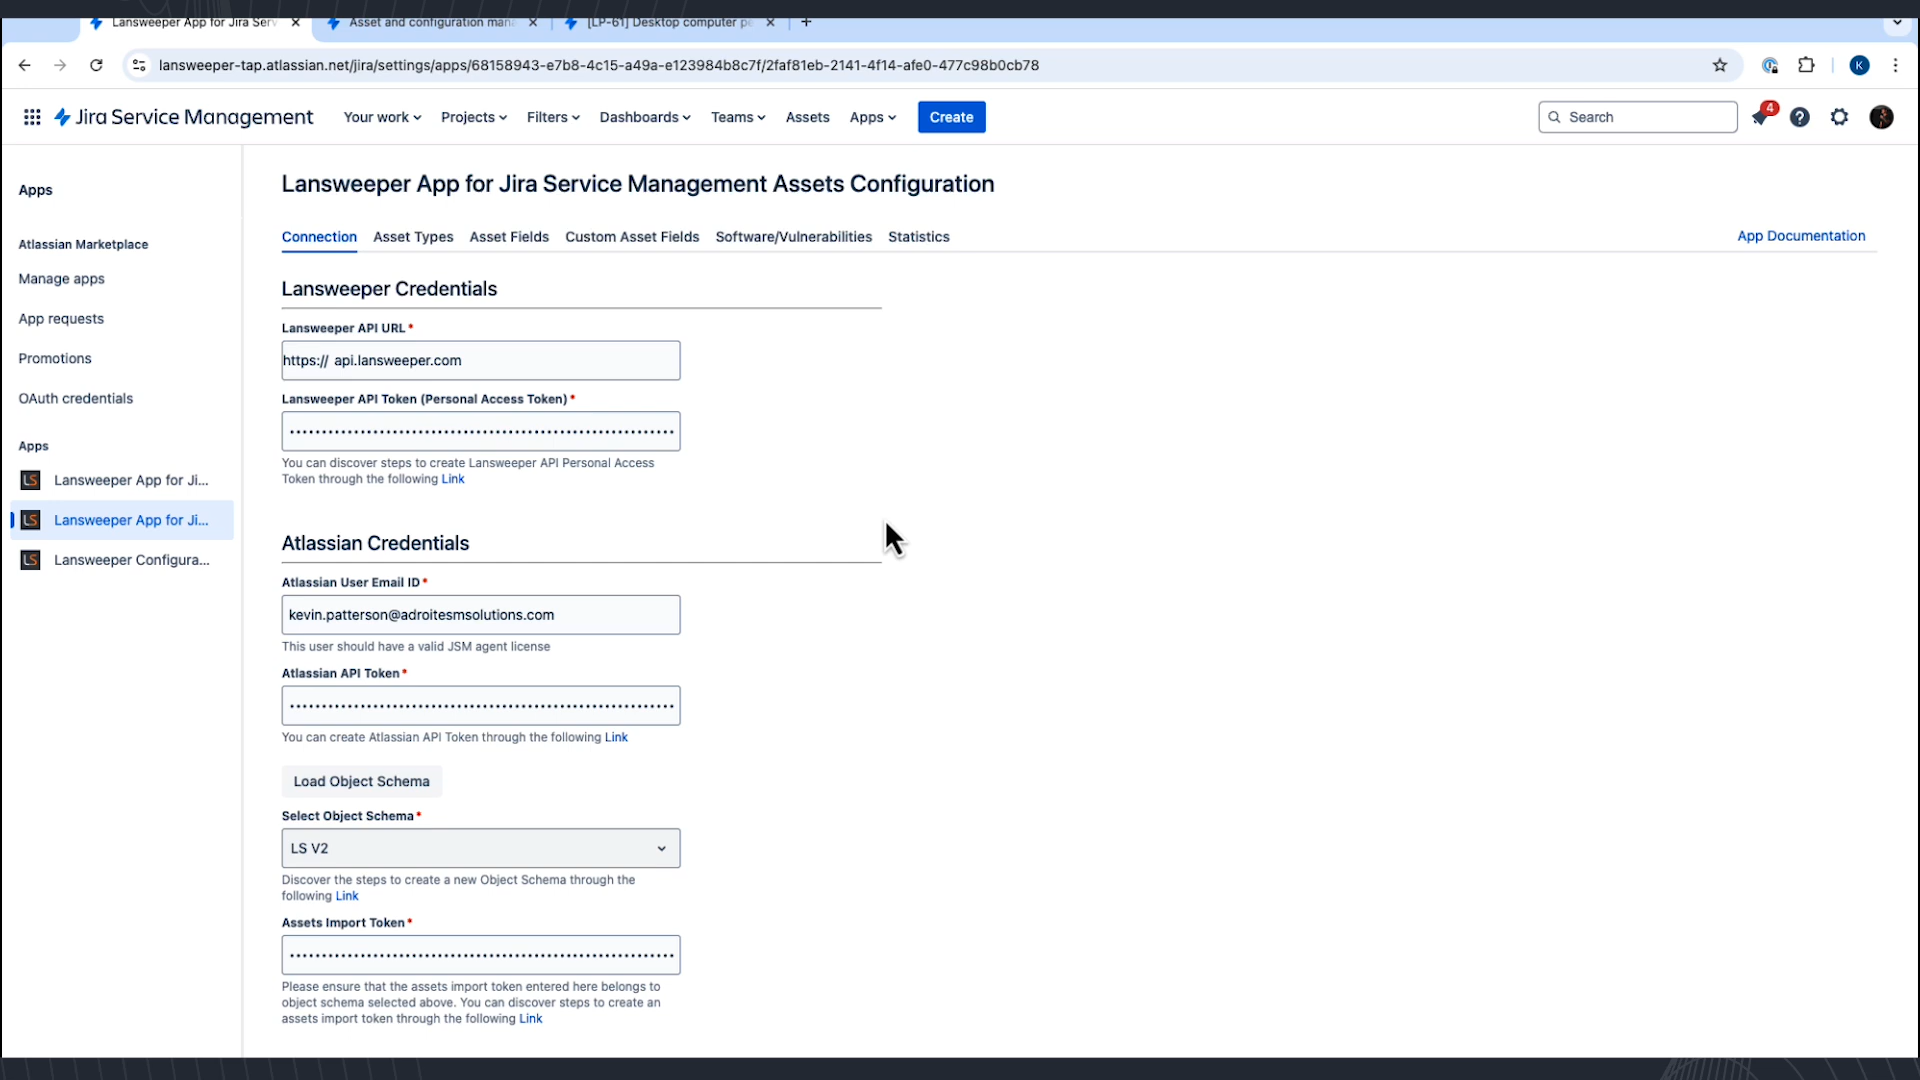 Lansweeper App for Jira Serv
Asset and configuration man
[LP-61] Desktop computer pe
lansweeper-tap.atlassian.net/jira/settings/apps/68158943-e7b8-4c15-a49a-e123984b8c7f/2faf81eb-2141-4f14-afe0-477c98b0cb78
K
Jira Service Management
Your work
Projects
Filters
Dashboards
Teams
Assets
Apps
Create
Search
4
Apps
Atlassian Marketplace
Manage apps
App requests
Promotions
OAuth credentials
Apps
LS Lansweeper App for Ji...
LS Lansweeper App for Ji...
LS Lansweeper Configura...
Lansweeper App for Jira Service Management Assets Configuration
Connection
Asset Types
Asset Fields
Custom Asset Fields
Software/Vulnerabilities
Statistics
App Documentation
Lansweeper Credentials
Lansweeper API URL*
https:// api.lansweeper.com
Lansweeper API Token (Personal Access Token)*
You can discover steps to create Lansweeper API Personal Access
Token through the following Link
Atlassian Credentials
Atlassian User Email ID*
kevin.patterson@adroitesmsolutions.com
This user should have a valid JSM agent license
Atlassian API Token*
You can create Atlassian API Token through the following Link
Load Object Schema
Select Object Schema*
LS V2
Discover the steps to create a new Object Schema through the
following Link
Assets Import Token*
Please ensure that the assets import token entered here belongs to
object schema selected above. You can discover steps to create an
assets import token through the following Link